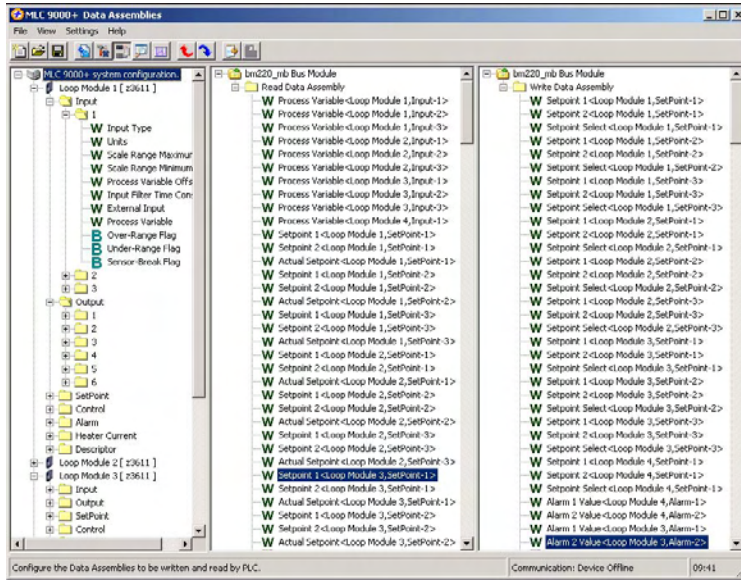 MLC 9000+ Data Assemblies
File View Settings Help
MLC 9000+ system configuration.
Loop Module 1 [ z3611 ]
Input
1
Input Type
Units
Scale Range Maximur
Scale Range Minimum
Process Variable Offs
Input Filter Time Cons
External Input
Process Variable
Over-Range Flag
Under-Range Flag
Sensor-Break Flag
2
3
Output
1
2
3
4
5
6
SetPoint
Control
Alarm
Heater Current
Descriptor
Loop Module 2 [ z3611 ]
Loop Module 3 [ z3611 ]
Input
Output
SetPoint
Control
bm220_mb Bus Module
Read Data Assembly
Process Variable<Loop Module 1,Input-1>
Process Variable<Loop Module 1,Input-2>
Process Variable<Loop Module 1,Input-3>
Process Variable<Loop Module 2,Input-1>
Process Variable<Loop Module 2,Input-2>
Process Variable<Loop Module 2,Input-3>
Process Variable<Loop Module 3,Input-1>
Process Variable<Loop Module 3,Input-2>
Process Variable<Loop Module 3,Input-3>
Process Variable<Loop Module 4,Input-1>
Setpoint 1<Loop Module 1,SetPoint-1>
Setpoint 2<Loop Module 1,SetPoint-1>
Actual Setpoint<Loop Module 1,SetPoint-1>
Setpoint 1<Loop Module 1,SetPoint-2>
Setpoint 2<Loop Module 1,SetPoint-2>
Actual Setpoint<Loop Module 1,SetPoint-2>
Setpoint 1<Loop Module 1,SetPoint-3>
Setpoint 2<Loop Module 1,SetPoint-3>
Actual Setpoint<Loop Module 1,SetPoint-3>
Setpoint 1<Loop Module 2,SetPoint-1>
Setpoint 2<Loop Module 2,SetPoint-1>
Actual Setpoint<Loop Module 2,SetPoint-1>
Setpoint 1<Loop Module 2,SetPoint-2>
Setpoint 2<Loop Module 2,SetPoint-2>
Actual Setpoint<Loop Module 2,SetPoint-2>
Setpoint 1<Loop Module 2,SetPoint-3>
Setpoint 2<Loop Module 2,SetPoint-3>
Actual Setpoint<Loop Module 2,SetPoint-3>
Setpoint 1<Loop Module 3,SetPoint-1>
Setpoint 2<Loop Module 3,SetPoint-1>
Actual Setpoint<Loop Module 3,SetPoint-1>
Setpoint 1<Loop Module 3,SetPoint-2>
Setpoint 2<Loop Module 3,SetPoint-2>
Actual Setpoint<Loop Module 3,SetPoint-2>
bm220_mb Bus Module
Write Data Assembly
Setpoint 1<Loop Module 1,SetPoint-1>
Setpoint 2<Loop Module 1,SetPoint-1>
Setpoint Select<Loop Module 1,SetPoint-1>
Setpoint 1<Loop Module 1,SetPoint-2>
Setpoint 2<Loop Module 1,SetPoint-2>
Setpoint Select<Loop Module 1,SetPoint-2>
Setpoint 1<Loop Module 1,SetPoint-3>
Setpoint 2<Loop Module 1,SetPoint-3>
Setpoint Select<Loop Module 1,SetPoint-3>
Setpoint 1<Loop Module 2,SetPoint-1>
Setpoint 2<Loop Module 2,SetPoint-1>
Setpoint Select<Loop Module 2,SetPoint-1>
Setpoint 1<Loop Module 2,SetPoint-2>
Setpoint 2<Loop Module 2,SetPoint-2>
Setpoint Select<Loop Module 2,SetPoint-2>
Setpoint 1<Loop Module 2,SetPoint-3>
Setpoint 2<Loop Module 2,SetPoint-3>
Setpoint Select<Loop Module 2,SetPoint-3>
Setpoint 1<Loop Module 3,SetPoint-1>
Setpoint 2<Loop Module 3,SetPoint-1>
Setpoint Select<Loop Module 3,SetPoint-1>
Setpoint 1<Loop Module 3,SetPoint-2>
Setpoint 2<Loop Module 3,SetPoint-2>
Setpoint Select<Loop Module 3,SetPoint-2>
Setpoint 1<Loop Module 3,SetPoint-3>
Setpoint 2<Loop Module 3,SetPoint-3>
Setpoint Select<Loop Module 3,SetPoint-3>
Setpoint 1<Loop Module 4,SetPoint-1>
Setpoint 2<Loop Module 4,SetPoint-1>
Setpoint Select<Loop Module 4,SetPoint-1>
Alarm 1 Value<Loop Module 4,Alarm-1>
Alarm 2 Value<Loop Module 4,Alarm-2>
Alarm 1 Value<Loop Module 3,Alarm-1>
Alarm 2 Value<Loop Module 3,Alarm-2>
Configure the Data Assemblies to be written and read by PLC.
Communication: Device Offline
09:41